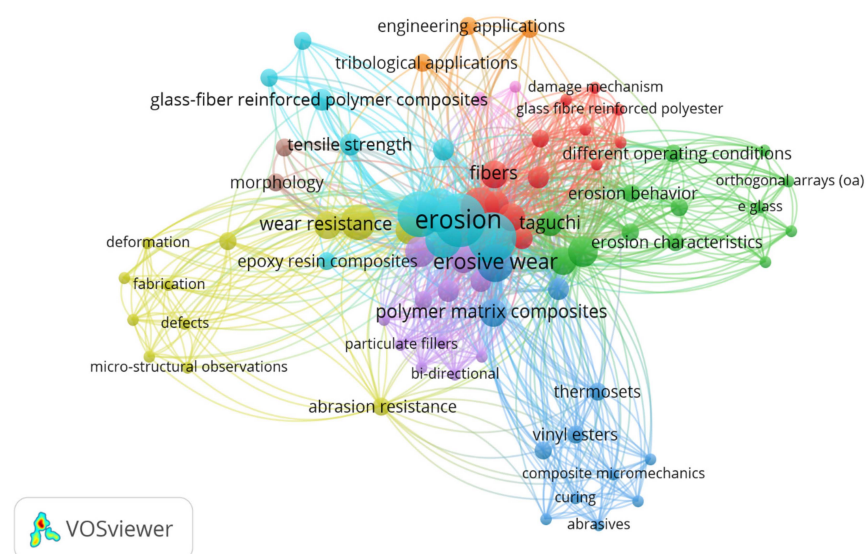 engineering applications
tribological applications
damage mechanism
glass-fiber reinforced polymer composites
glass fibre reinforced polyester
tensile strength
different operating conditions
fibers
orthogonal arrays (oa)
morphology
erosion behavior
e glass
erosion
wear resistance
taguchi
deformation
erosion characteristics
epoxy resin composites
erosive wear
fabrication
polymer matrix composites
defects
particulate fillers
micro-structural observations
bi-directional
thermosets
abrasion resistance
vinyl esters
composite micromechanics
curing
abrasives
VOSviewer